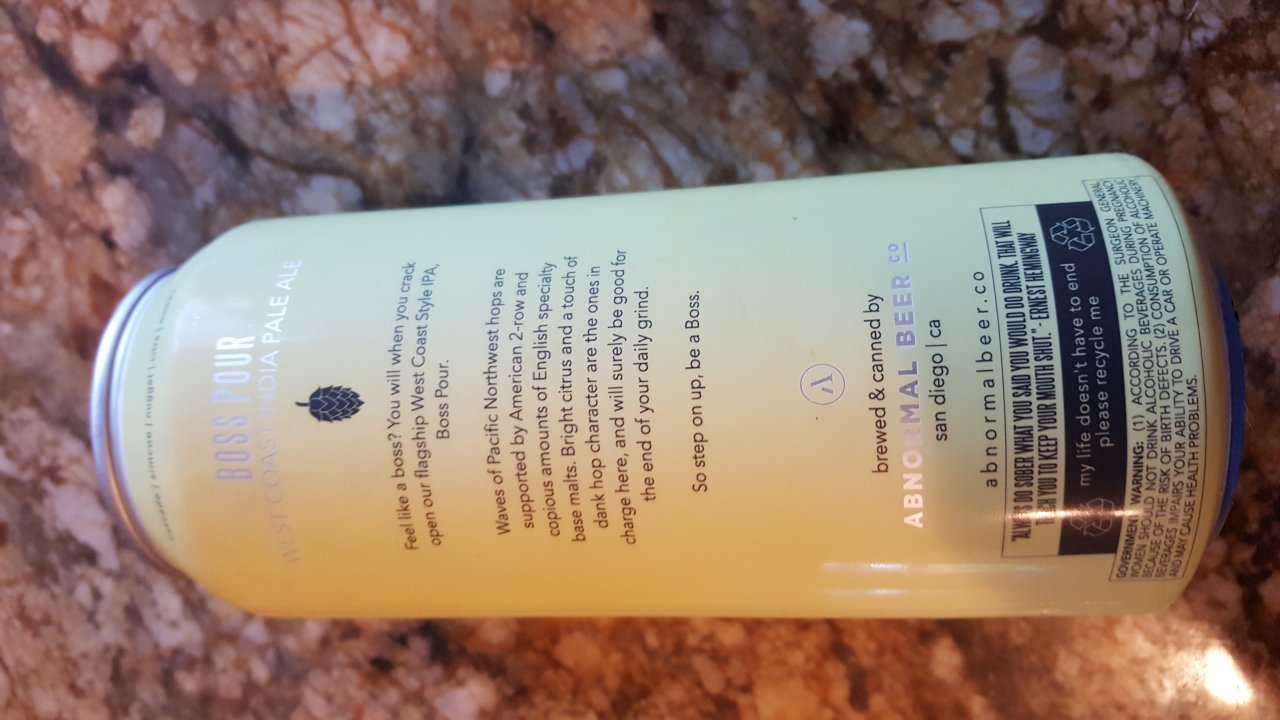 cascade / simcoe / nugget / citra / mosaic
BOSS POUR
WEST COAST INDIA PALE ALE
Feel like a boss? You will when you crack
open our flagship West Coast Style IPA,
Boss Pour.
Waves of Pacific Northwest hops are
supported by American 2-row and
copious amounts of English specialty
base malts. Bright citrus and a touch of
dank hop character are the ones in
charge here, and will surely be good for
the end of your daily grind.
So step on up, be a Boss.
brewed & canned by
ABNORMAL BEER CO
san diego | ca
abnormalbeer.co
"ALWAYS DO SOBER WHAT YOU SAID YOU WOULD DO DRUNK. THAT WILL
TEACH YOU TO KEEP YOUR MOUTH SHUT." - ERNEST HEMINGWAY
my life doesn't have to end
please recycle me
GOVERNMENT WARNING: (1) ACCORDING TO THE SURGEON GENERAL,
WOMEN SHOULD NOT DRINK ALCOHOLIC BEVERAGES DURING PREGNANCY
BECAUSE OF THE RISK OF BIRTH DEFECTS. (2) CONSUMPTION OF ALCOHOLIC
BEVERAGES IMPAIRS YOUR ABILITY TO DRIVE A CAR OR OPERATE MACHINERY
AND MAY CAUSE HEALTH PROBLEMS.